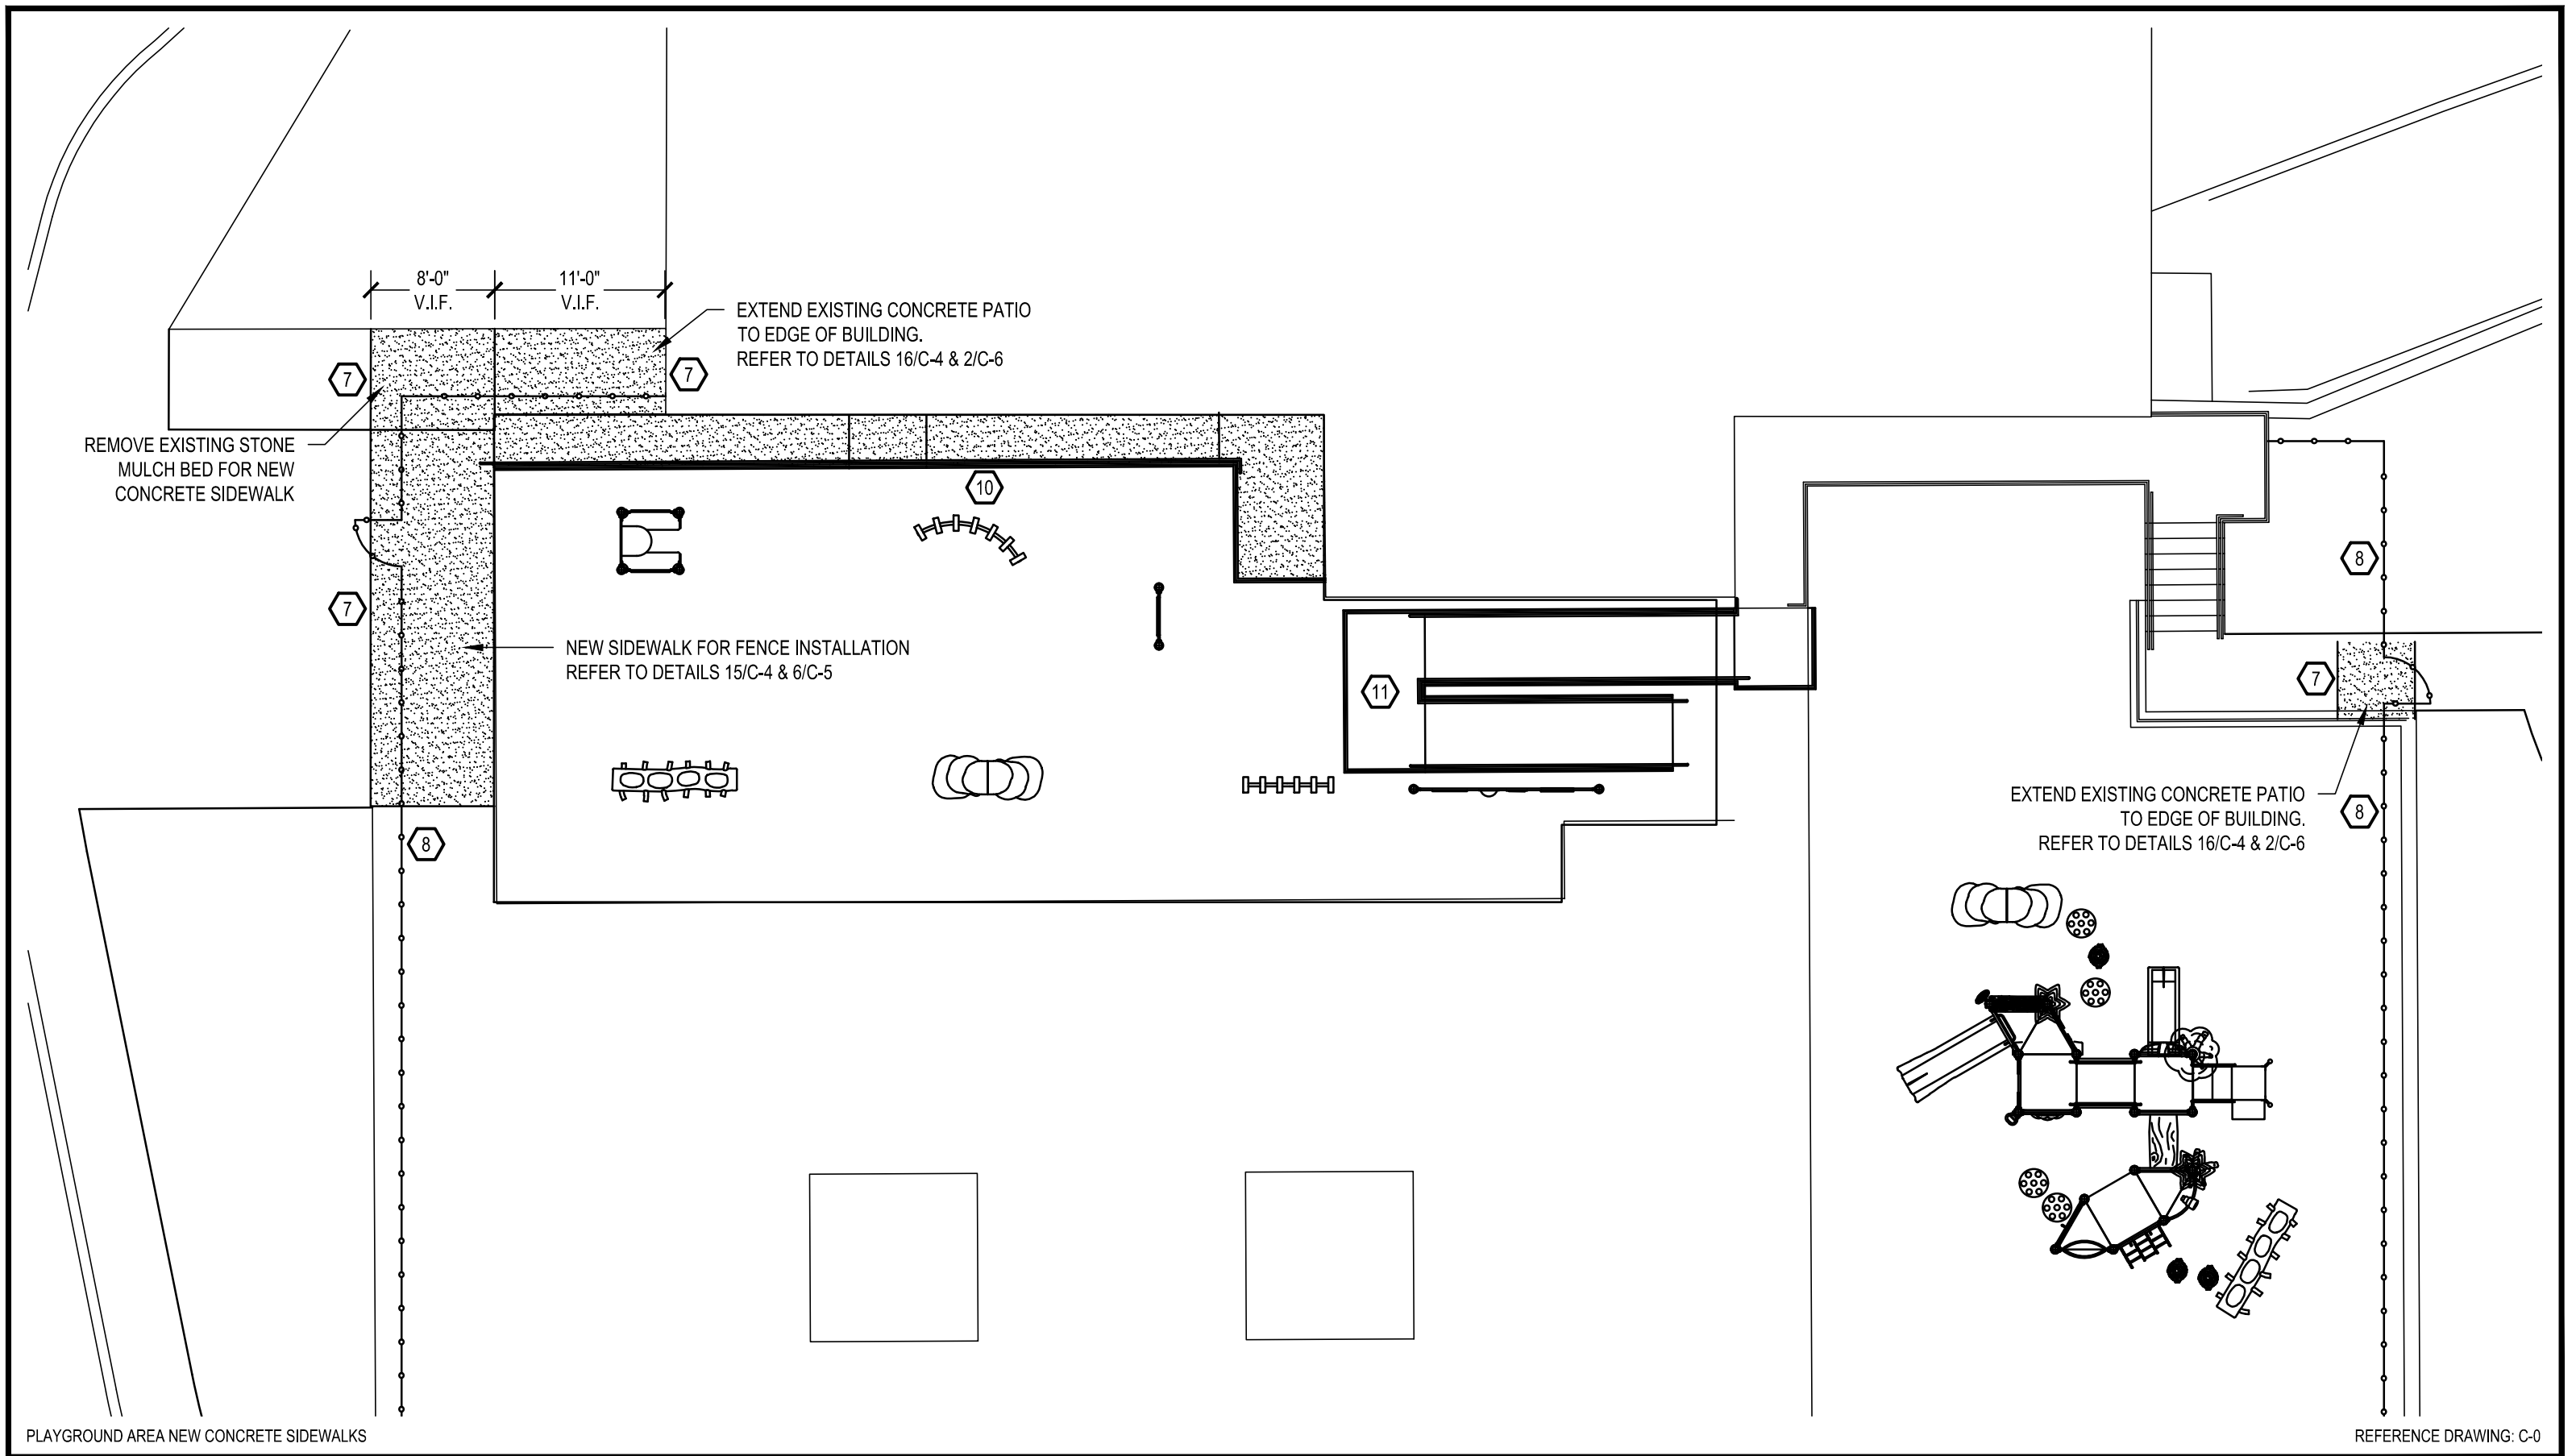 8'-0"
V.I.F.
11'-0"
V.I.F.
EXTEND EXISTING CONCRETE PATIO
TO EDGE OF BUILDING.
REFER TO DETAILS 16/C-4 & 2/C-6
7
7
REMOVE EXISTING STONE
MULCH BED FOR NEW
CONCRETE SIDEWALK
10
8
7
NEW SIDEWALK FOR FENCE INSTALLATION
REFER TO DETAILS 15/C-4 & 6/C-5
11
7
EXTEND EXISTING CONCRETE PATIO
TO EDGE OF BUILDING.
REFER TO DETAILS 16/C-4 & 2/C-6
8
8
PLAYGROUND AREA NEW CONCRETE SIDEWALKS
REFERENCE DRAWING: C-0